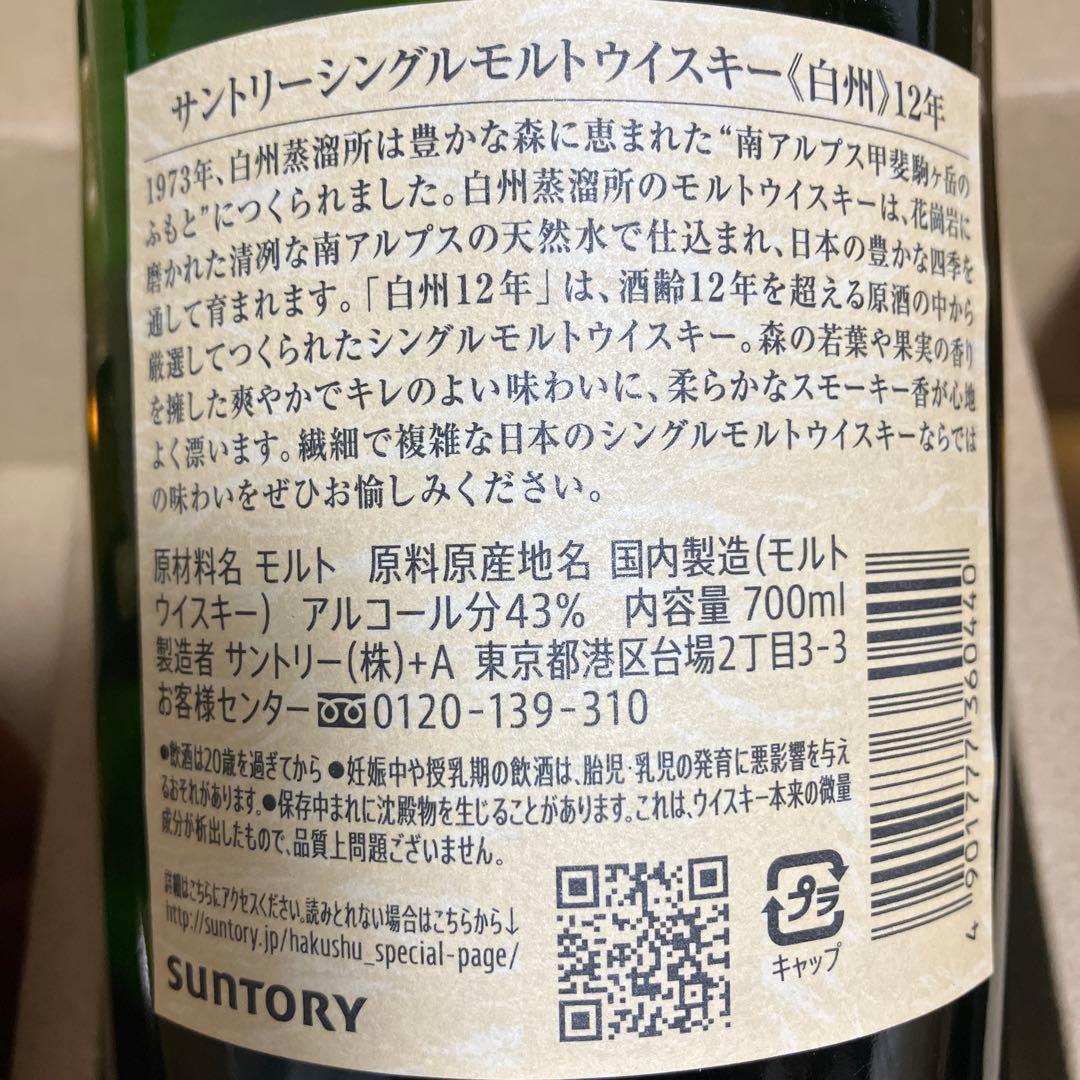 サントリーシングルモルトウイスキー《白州》12年
1973年、白州蒸溜所は豊かな森に恵まれた“南アルプス甲斐駒ヶ岳の
ふもと”につくられました。白州蒸溜所のモルトウイスキーは、花崗岩に
磨かれた清冽な南アルプスの天然水で仕込まれ、日本の豊かな四季を
通して育まれます。「白州12年」は、酒齢12年を超える原酒の中から
厳選してつくられたシングルモルトウイスキー。森の若葉や果実の香り
を擁した爽やかでキレのよい味わいに、柔らかなスモーキー香が心地
よく漂います。繊細で複雑な日本のシングルモルトウイスキーならでは
の味わいをぜひお愉しみください。
原材料名 モルト　原料原産地名 国内製造(モルト
ウイスキー)　アルコール分43%　内容量 700ml
製造者 サントリー(株)+A　東京都港区台場2丁目3-3
お客様センター 0120-139-310
●飲酒は20歳を過ぎてから ●妊娠中や授乳期の飲酒は、胎児・乳児の発育に悪影響を与え
るおそれがあります。●保存中まれに沈殿物を生じることがあります。これは、ウイスキー本来の微量
成分が析出したもので、品質上問題ございません。
詳細はこちらにアクセスください。読みとれない場合はこちらから↓
http://suntory.jp/hakushu_special-page/
SUNTORY
プラ
キャップ
4 901777 360440